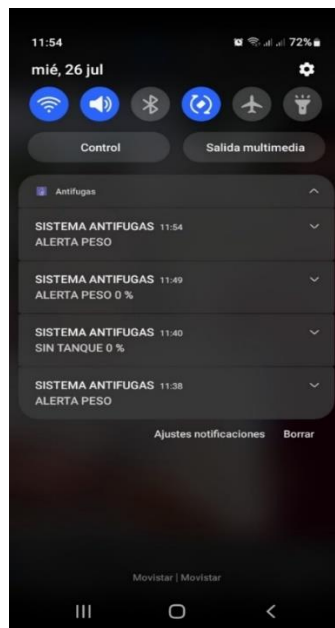 11:54 72%
mié, 26 jul
Control Salida multimedia
Antifugas
SISTEMA ANTIFUGAS 11:54
ALERTA PESO
SISTEMA ANTIFUGAS 11:49
ALERTA PESO 0 %
SISTEMA ANTIFUGAS 11:40
SIN TANQUE 0 %
SISTEMA ANTIFUGAS 11:38
ALERTA PESO
Ajustes notificaciones Borrar
Movistar | Movistar